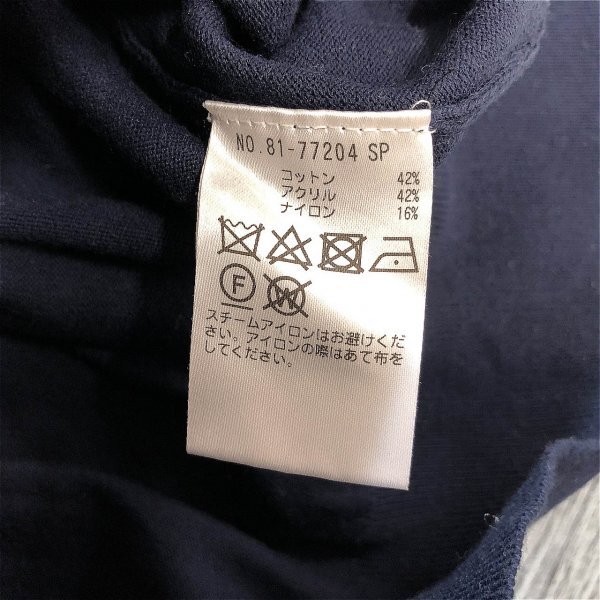 NO.81-77204 SP
コットン 42%
アクリル 42%
ナイロン 16%
F W
スチームアイロンはお避けくだ
さい。アイロンの際はあて布を
してください。